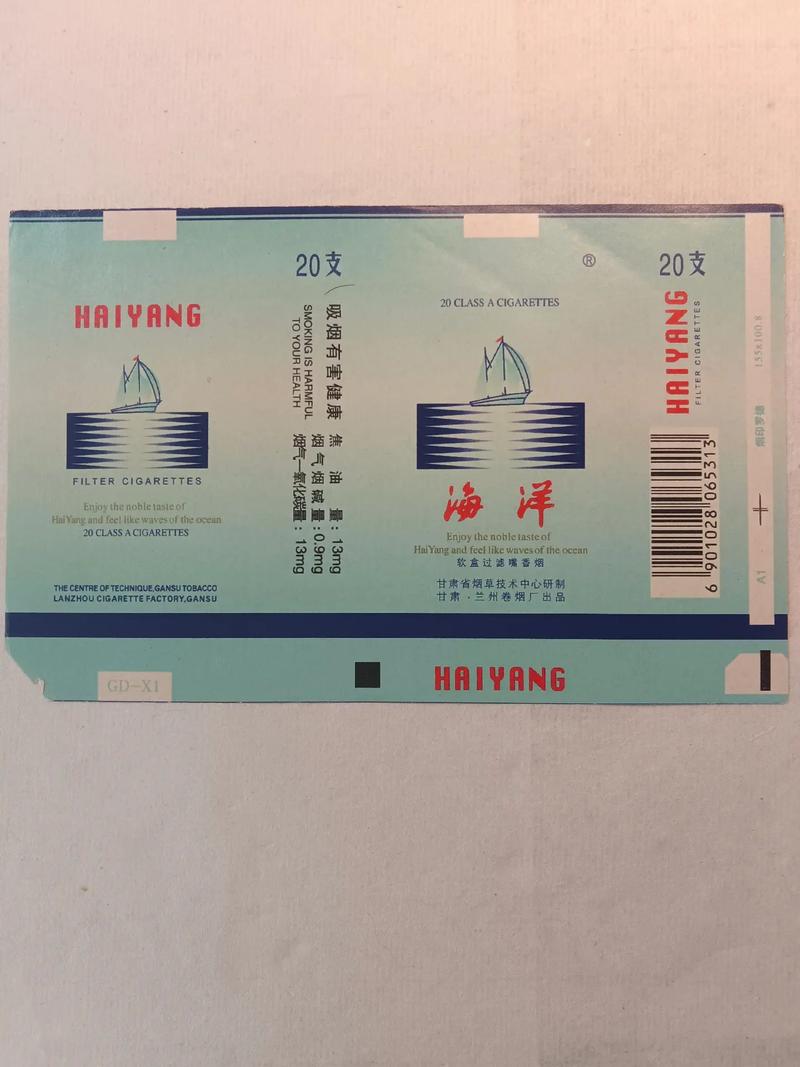 HAIYANG
FILTER CIGARETTES
Enjoy the noble taste of
HaiYang and feel like waves of the ocean
20 CLASS A CIGARETTES
THE CENTRE OF TECHNIQUE,GANSU TOBACCO
LANZHOU CIGARETTE FACTORY,GANSU
GD-X1
20支
吸烟有害健康
SMOKING IS HARMFUL
TO YOUR HEALTH
焦油量:13mg
烟气烟碱量:0.9mg
烟气一氧化碳量:13mg
®
20 CLASS A CIGARETTES
海洋
Enjoy the noble taste of
HaiYang and feel like waves of the ocean
软盒过滤嘴香烟
甘肃省烟草技术中心研制
甘肃·兰州卷烟厂出品
HAIYANG
20支
HAIYANG
FILTER CIGARETTES
6 901028 065313
155x100.8
A1